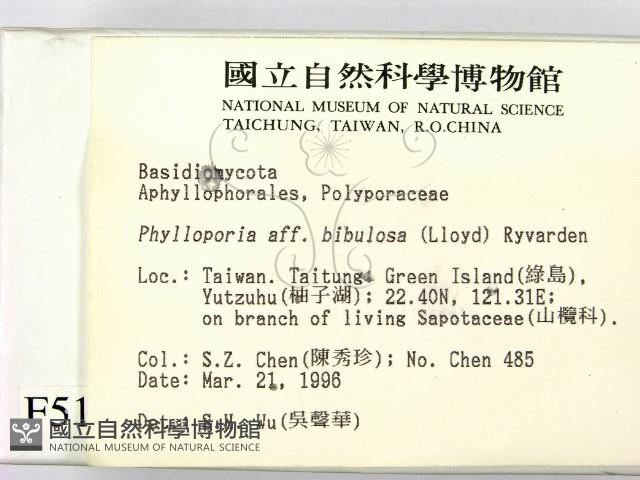 國立自然科學博物館
NATIONAL MUSEUM OF NATURAL SCIENCE
TAICHUNG, TAIWAN, R.O.CHINA
Basidiomycota
Aphyllophorales, Polyporaceae
Phylloporia aff. bibulosa (Lloyd) Ryvarden
Loc.: Taiwan. Taitung Green Island(綠島),
Yutzuhu(柚子湖); 22.40N, 121.31E;
on branch of living Sapotaceae(山欖科).
Col.: S.Z. Chen(陳秀珍); No. Chen 485
Date: Mar. 21, 1996
Det.: S.H. Wu(吳聲華)
F51
國立自然科學博物館
NATIONAL MUSEUM OF NATURAL SCIENCE